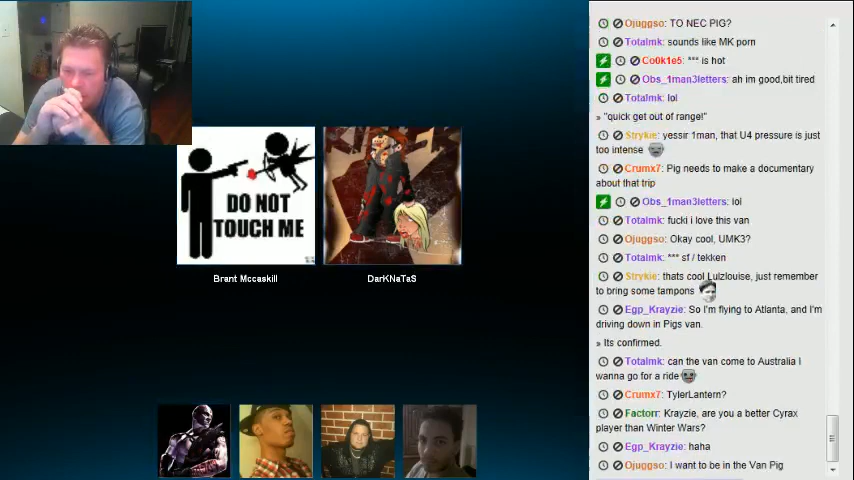 Ojuggso: TO NEC PIG?
Totalmk: sounds like MK porn
Co0k1e5: *** is hot
Obs_1man3letters: ah im good,bit tired
Totalmk: lol
» "quick get out of range!"
Strykie: yessir 1man, that U4 pressure is just
too intense
Crumx7: Pig needs to make a documentary
about that trip
Obs_1man3letters: lol
Totalmk: fucki i love this van
Ojuggso: Okay cool, UMK3?
Totalmk: *** sf / tekken
Strykie: thats cool Lulzlouise, just remember
to bring some tampons
Egp_Krayzie: So I'm flying to Atlanta, and I'm
driving down in Pigs van.
» Its confirmed.
Totalmk: can the van come to Australia I
wanna go for a ride
Crumx7: TylerLantern?
Factorr: Krayzie, are you a better Cyrax
player than Winter Wars?
Egp_Krayzie: haha
Ojuggso: I want to be in the Van Pig
DO NOT
TOUCH ME
Brant Mccaskill
DarKNaTaS